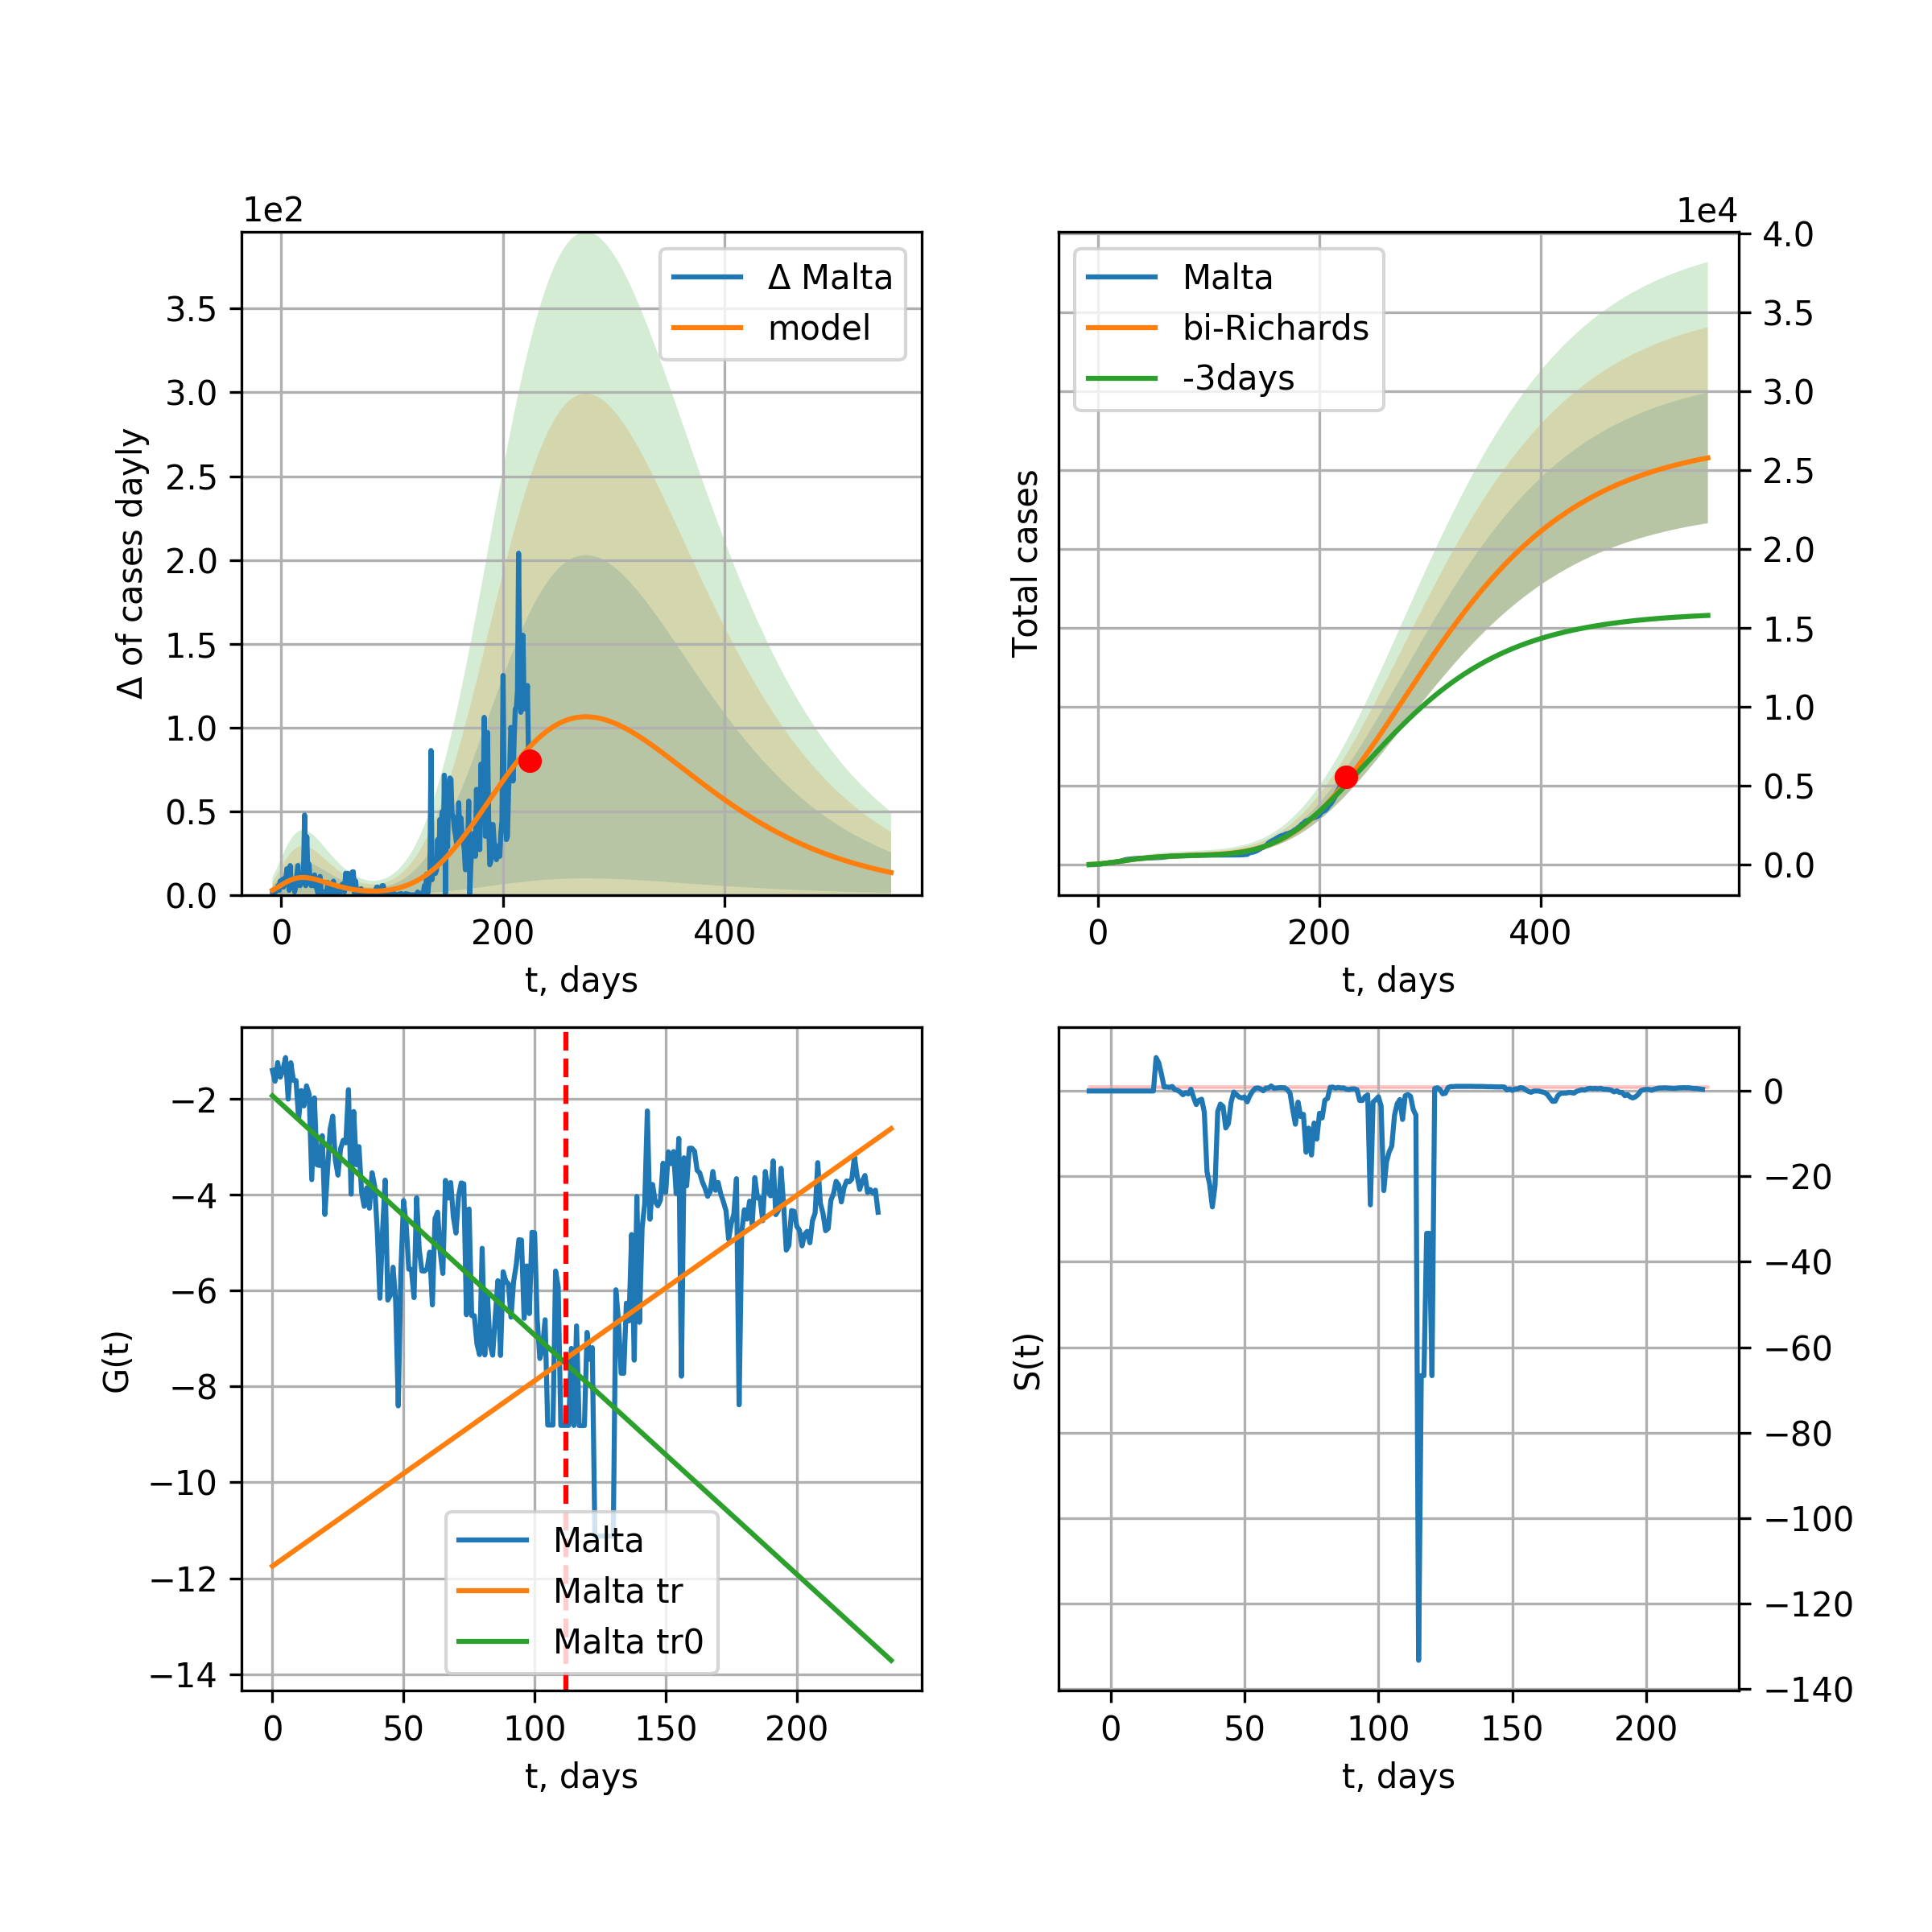 1e2
Δ of cases dayly
3.5
3.0
2.5
2.0
1.5
1.0
0.5
0.0
0 200 400
t, days
Δ Malta
model
1e4
Total cases
4.0
3.5
3.0
2.5
2.0
1.5
1.0
0.5
0.0
0 200 400
t, days
Malta
bi-Richards
-3days
G(t)
−2
−4
−6
−8
−10
−12
−14
0 50 100 150 200
t, days
Malta
Malta tr
Malta tr0
S(t)
0
−20
−40
−60
−80
−100
−120
−140
0 50 100 150 200
t, days